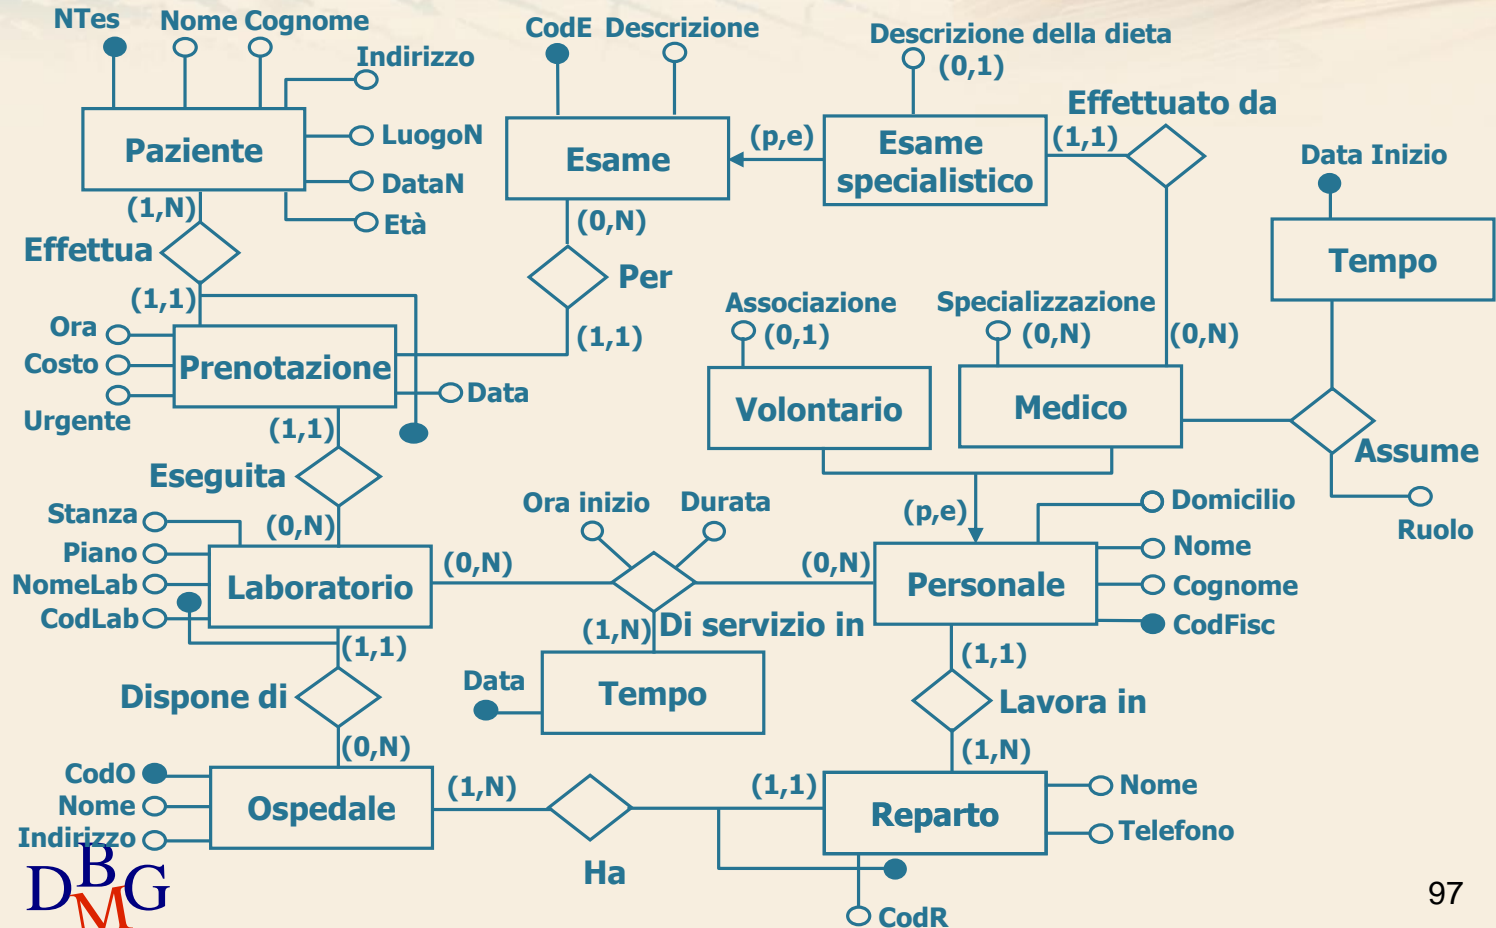 NTes
Nome Cognome
CodE Descrizione
Descrizione della dieta
(0,1)
Indirizzo
Effettuato da
Paziente
LuogoN
DataN
Età
Esame
(p,e)
Esame
specialistico
(1,1)
Data Inizio
(1,N)
(0,N)
Effettua
Per
Tempo
(1,1)
(1,1)
Associazione
(0,1)
Specializzazione
(0,N)
(0,N)
Ora
Costo
Urgente
Prenotazione
Data
Volontario
Medico
(1,1)
Eseguita
Assume
Ruolo
Stanza
Piano
NomeLab
CodLab
(0,N)
Laboratorio
(0,N)
Ora inizio
Durata
(0,N)
(p,e)
Personale
Domicilio
Nome
Cognome
CodFisc
(1,1)
(1,N)
Di servizio in
(1,1)
Dispone di
Data
Tempo
Lavora in
(0,N)
(1,N)
CodO
Nome
Indirizzo
Ospedale
(1,N)
Ha
(1,1)
Reparto
Nome
Telefono
CodR
DBMG
97